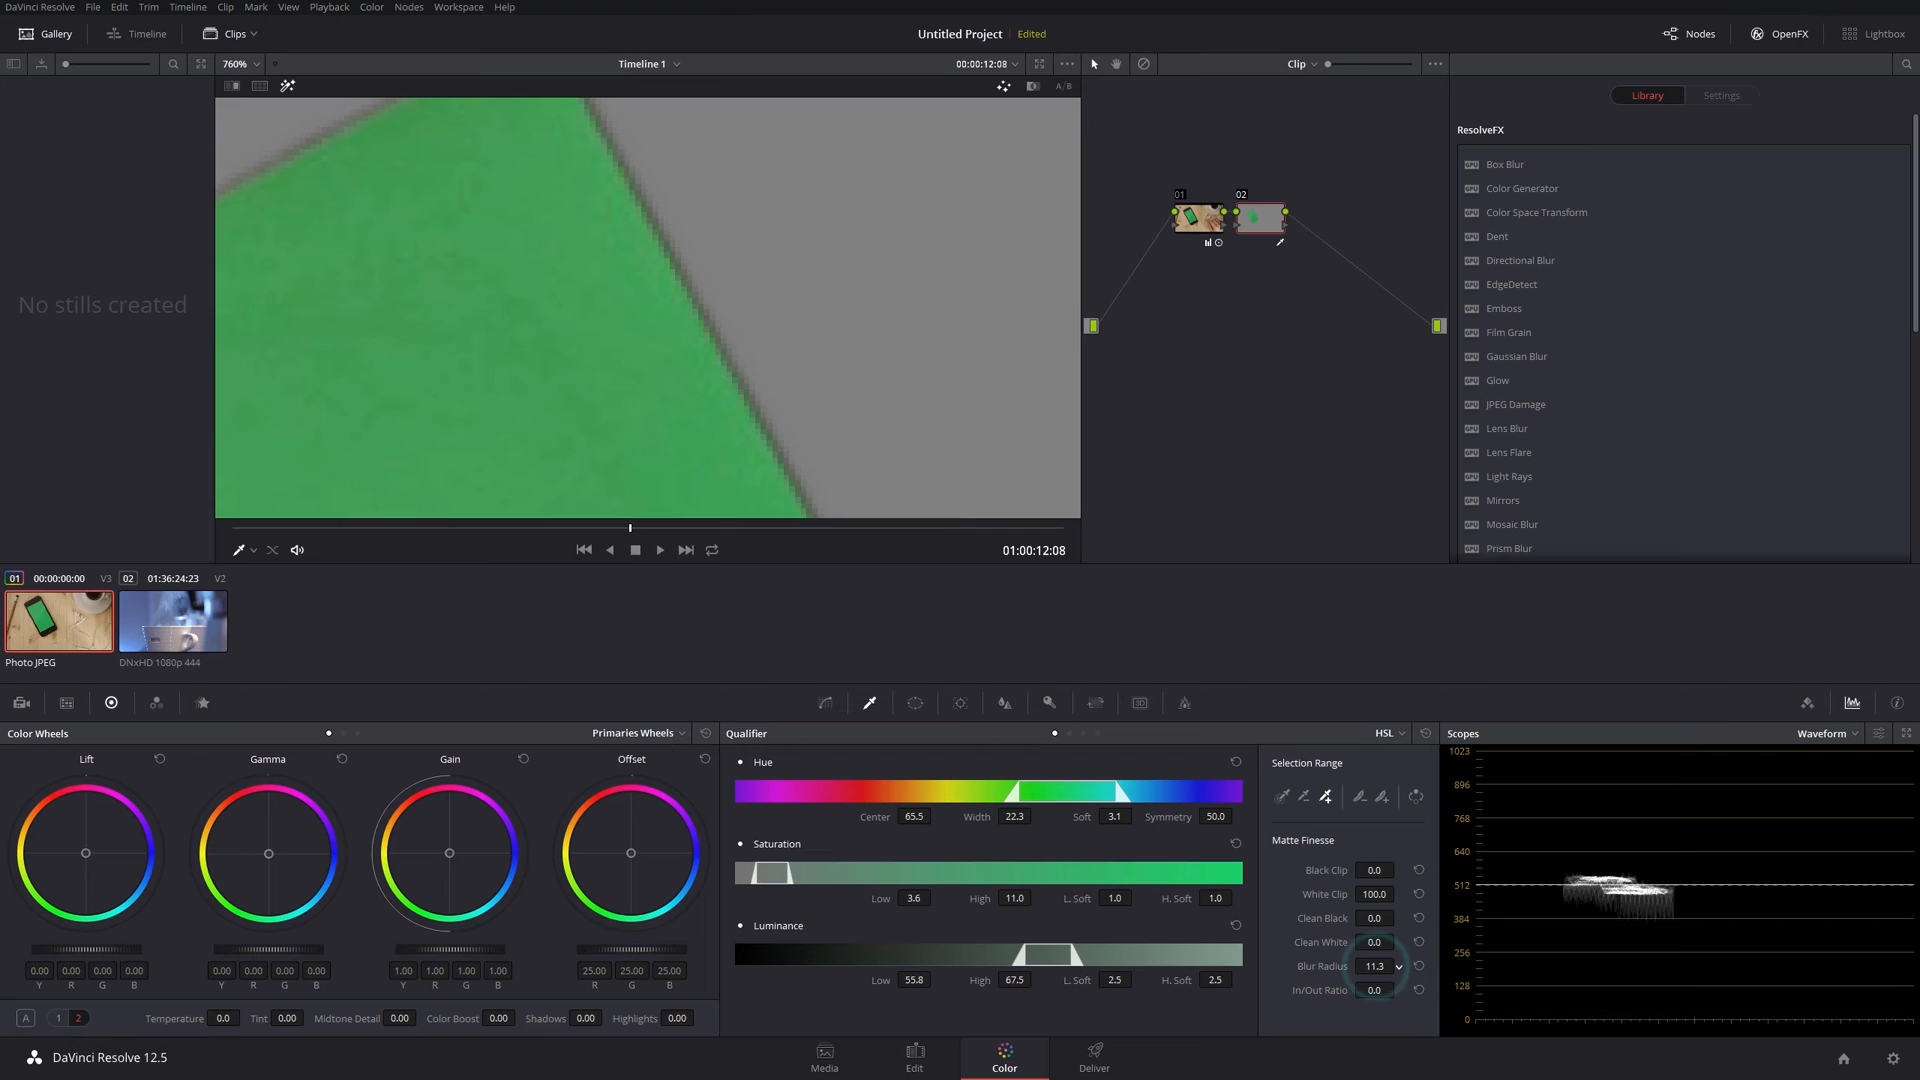 DaVinci Resolve File Edit Trim Timeline Clip Mark View Playback Color Nodes Workspace Help
Gallery Timeline Clips Untitled Project Edited Nodes OpenFX Lightbox
760% Timeline 1 00:00:12:08 Clip
A/B
Library Settings
ResolveFX
Box Blur
Color Generator
Color Space Transform
Dent
Directional Blur
EdgeDetect
Emboss
Film Grain
Gaussian Blur
Glow
JPEG Damage
Lens Blur
Lens Flare
Light Rays
Mirrors
Mosaic Blur
Prism Blur
01 02
No stills created
01:00:12:08
01 00:00:00:00 V3 02 01:36:24:23 V2
Photo JPEG DNxHD 1080p 444
Color Wheels Primaries Wheels
Lift Gamma Gain Offset
0.00 0.00 0.00 0.00 0.00 0.00 0.00 0.00 1.00 1.00 1.00 1.00 25.00 25.00 25.00
Y R G B Y R G B Y R G B R G B
A 1 2 Temperature 0.0 Tint 0.00 Midtone Detail 0.00 Color Boost 0.00 Shadows 0.00 Highlights 0.00
Qualifier HSL
Hue
Center 65.5 Width 22.3 Soft 3.1 Symmetry 50.0
Saturation
Low 3.6 High 11.0 L. Soft 1.0 H. Soft 1.0
Luminance
Low 55.8 High 67.5 L. Soft 2.5 H. Soft 2.5
Selection Range
Matte Finesse
Black Clip 0.0
White Clip 100.0
Clean Black 0.0
Clean White 0.0
Blur Radius 11.3
In/Out Ratio 0.0
Scopes Waveform
1023
896
768
640
512
384
256
128
0
DaVinci Resolve 12.5 Media Edit Color Deliver